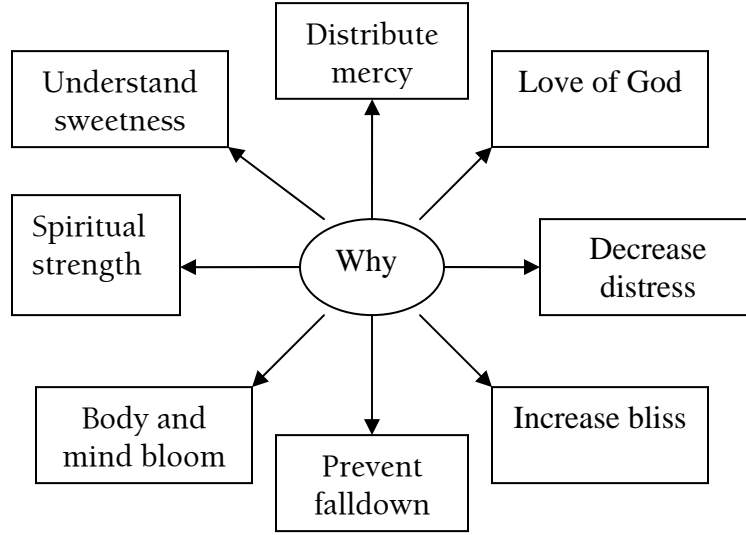 Distribute
mercy
Understand
sweetness
Love of God
Spiritual
strength
Why
Decrease
distress
Body and
mind bloom
Increase bliss
Prevent
falldown